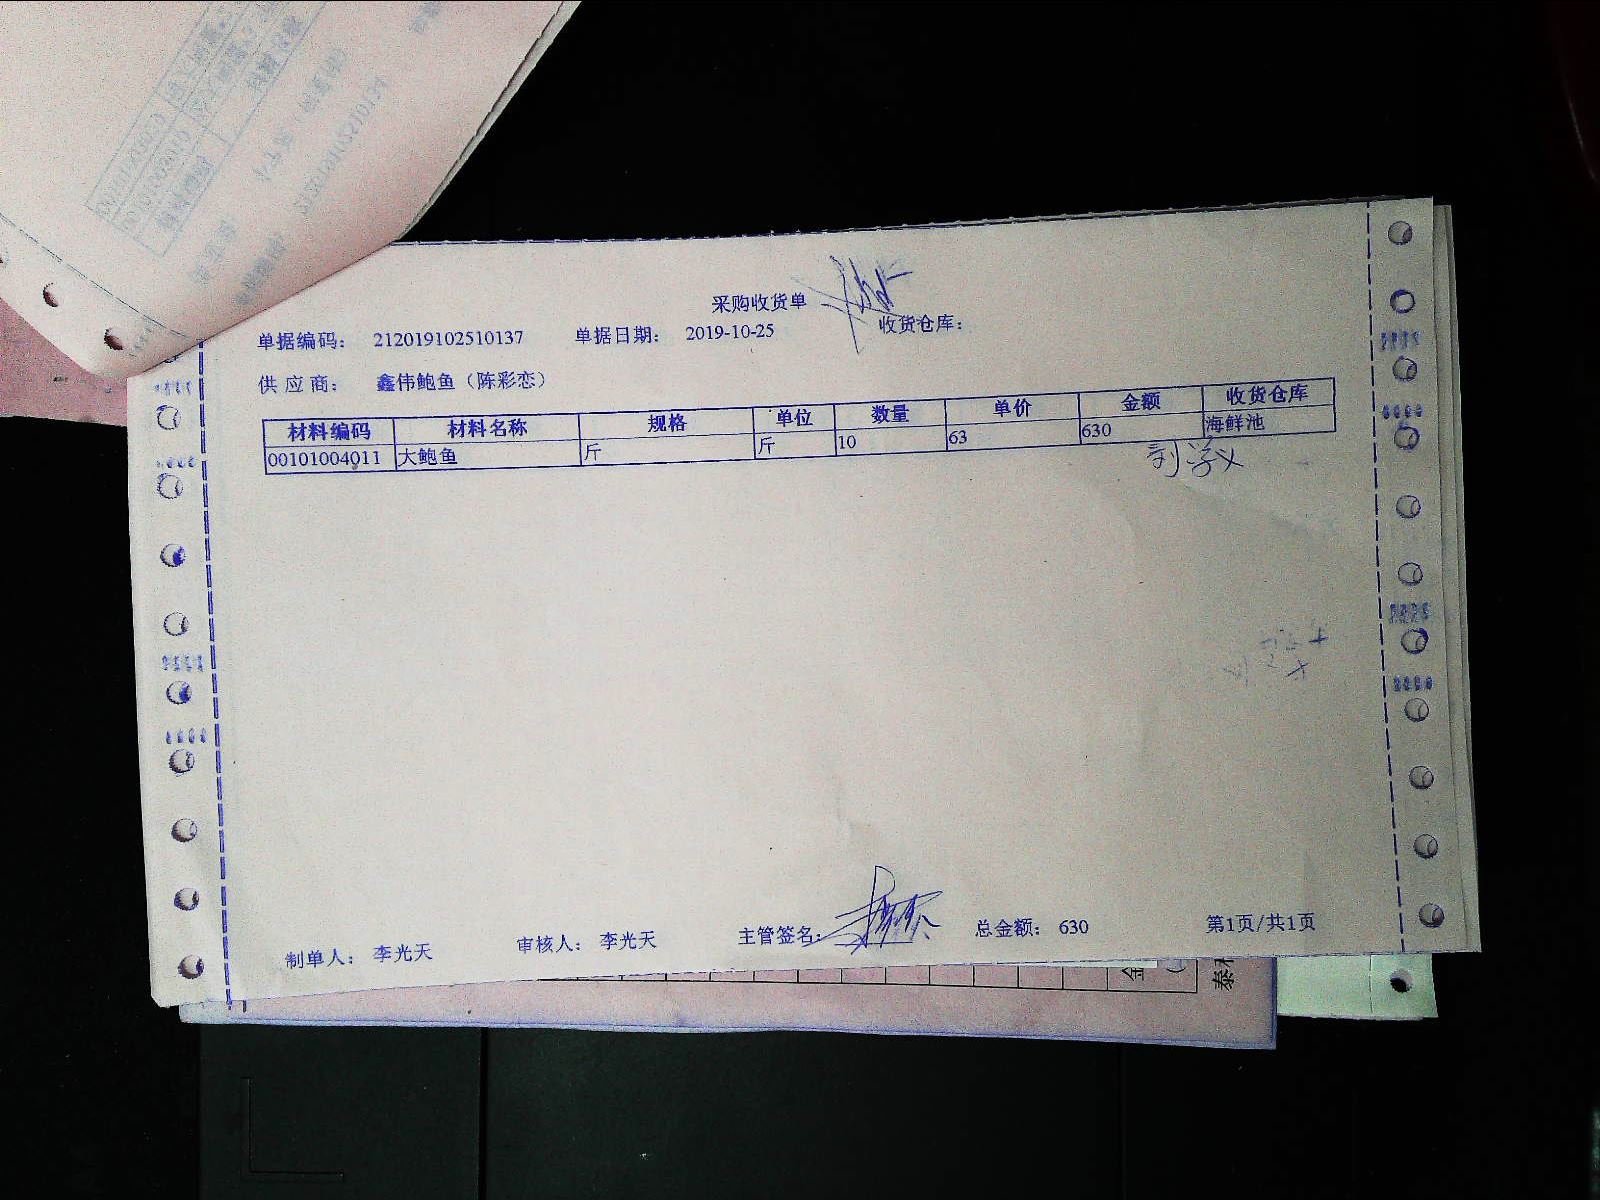 采购收货单
单据编码： 212019102510137 单据日期： 2019-10-25 收货仓库：
供应商： 鑫伟鲍鱼（陈彩恋）
材料编码 材料名称 规格 单位 数量 单价 金额 收货仓库
00101004011 大鲍鱼 斤 斤 10 63 630 海鲜池
制单人： 李光天 审核人： 李光天 主管签名： 总金额： 630 第1页/共1页
金
泰